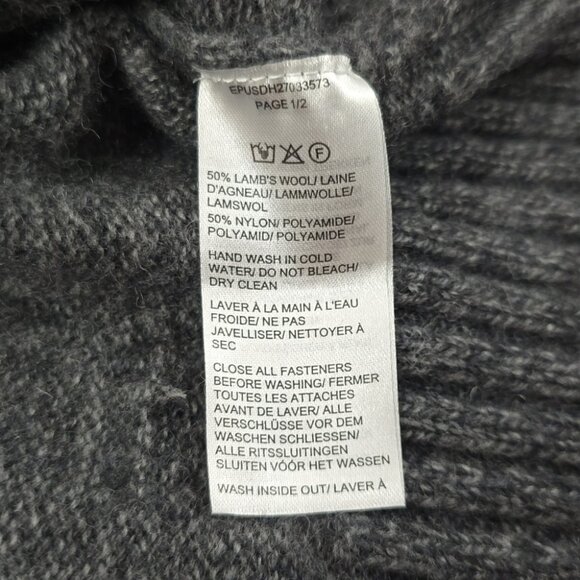 EPUSDH27033573
PAGE 1/2
F
50% LAMB'S WOOL/ LAINE
D'AGNEAU/ LAMMWOLLE/
LAMSWOL
50% NYLON/ POLYAMIDE/
POLYAMID/ POLYAMIDE
HAND WASH IN COLD
WATER/ DO NOT BLEACH/
DRY CLEAN
LAVER À LA MAIN À L'EAU
FROIDE/ NE PAS
JAVELLISER/ NETTOYER À
SEC
CLOSE ALL FASTENERS
BEFORE WASHING/ FERMER
TOUTES LES ATTACHES
AVANT DE LAVER/ ALLE
VERSCHLÜSSE VOR DEM
WASCHEN SCHLIESSEN/
ALLE RITSSLUITINGEN
SLUITEN VÓÓR HET WASSEN
WASH INSIDE OUT/ LAVER À